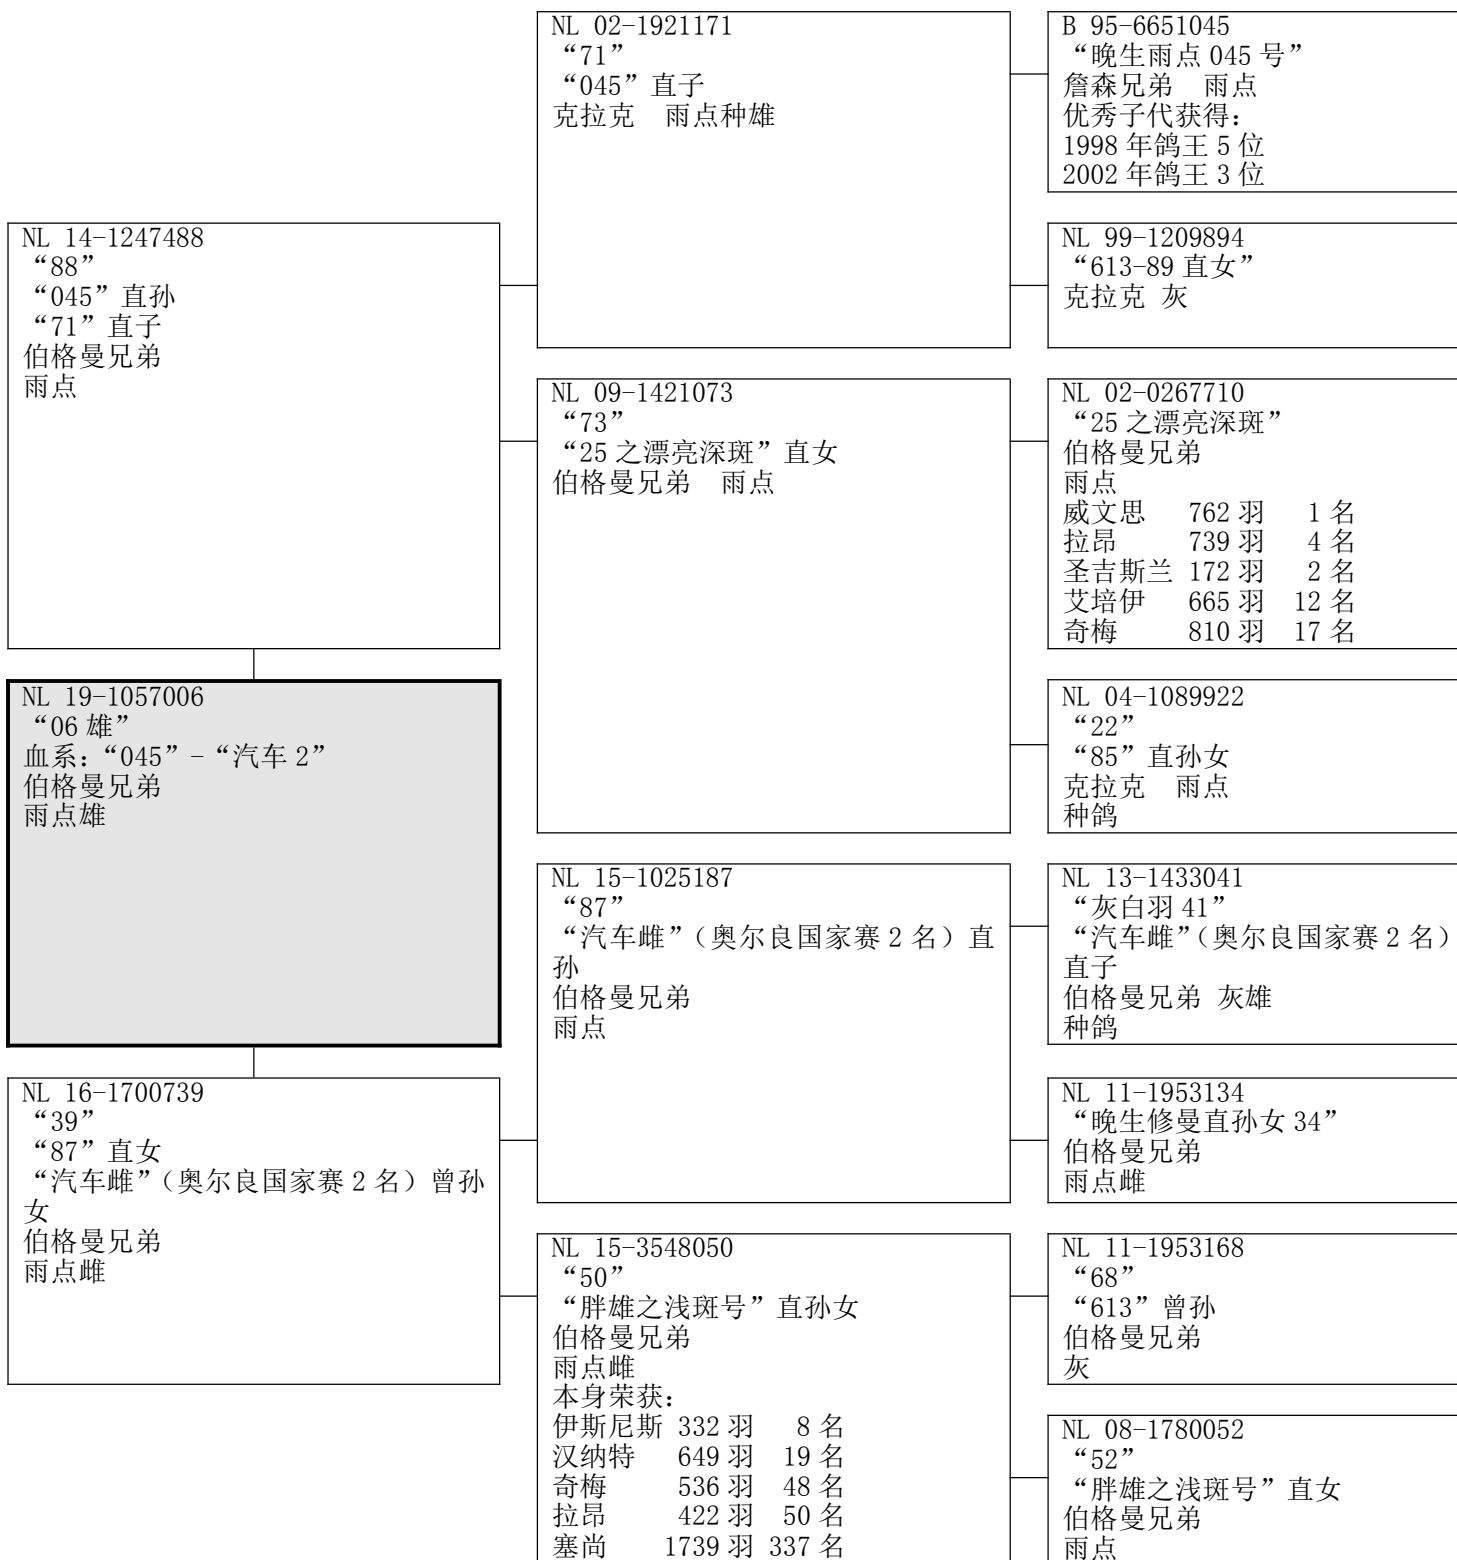 NL 14-1247488
“88”
“045”直孙
“71”直子
伯格曼兄弟
雨点
NL 19-1057006
“06 雄”
血系：“045”-“汽车 2”
伯格曼兄弟
雨点雄
NL 16-1700739
“39”
“87”直女
“汽车雌”（奥尔良国家赛 2 名）曾孙
女
伯格曼兄弟
雨点雌
NL 02-1921171
“71”
“045”直子
克拉克 雨点种雄
NL 09-1421073
“73”
“25 之漂亮深斑”直女
伯格曼兄弟 雨点
NL 15-1025187
“87”
“汽车雌”（奥尔良国家赛 2 名）直
孙
伯格曼兄弟
雨点
NL 15-3548050
“50”
“胖雄之浅斑号”直孙女
伯格曼兄弟
雨点雌
本身荣获：
伊斯尼斯 332 羽 8 名
汉纳特 649 羽 19 名
奇梅 536 羽 48 名
拉昂 422 羽 50 名
塞尚 1739 羽 337 名
B 95-6651045
“晚生雨点 045 号”
詹森兄弟 雨点
优秀子代获得：
1998 年鸽王 5 位
2002 年鸽王 3 位
NL 99-1209894
“613-89 直女”
克拉克 灰
NL 02-0267710
“25 之漂亮深斑”
伯格曼兄弟
雨点
威文思 762 羽 1 名
拉昂 739 羽 4 名
圣吉斯兰 172 羽 2 名
艾培伊 665 羽 12 名
奇梅 810 羽 17 名
NL 04-1089922
“22”
“85”直孙女
克拉克 雨点
种鸽
NL 13-1433041
“灰白羽 41”
“汽车雌”（奥尔良国家赛 2 名）
直子
伯格曼兄弟 灰雄
种鸽
NL 11-1953134
“晚生修曼直孙女 34”
伯格曼兄弟
雨点雌
NL 11-1953168
“68”
“613”曾孙
伯格曼兄弟
灰
NL 08-1780052
“52”
“胖雄之浅斑号”直女
伯格曼兄弟
雨点